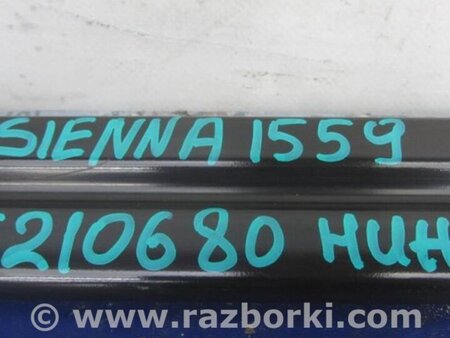 SIENNA 1559
210680 НИН
© www.razborki.com